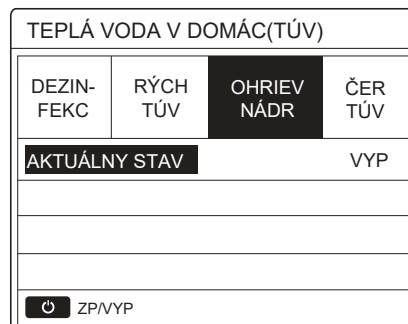 TEPLÁ VODA V DOMÁC(TÚV)
DEZIN-
FEKC
RÝCH
TÚV
OHRIEV
NÁDR
ČER
TÚV
AKTUÁLNY STAV VYP
ZP/VYP